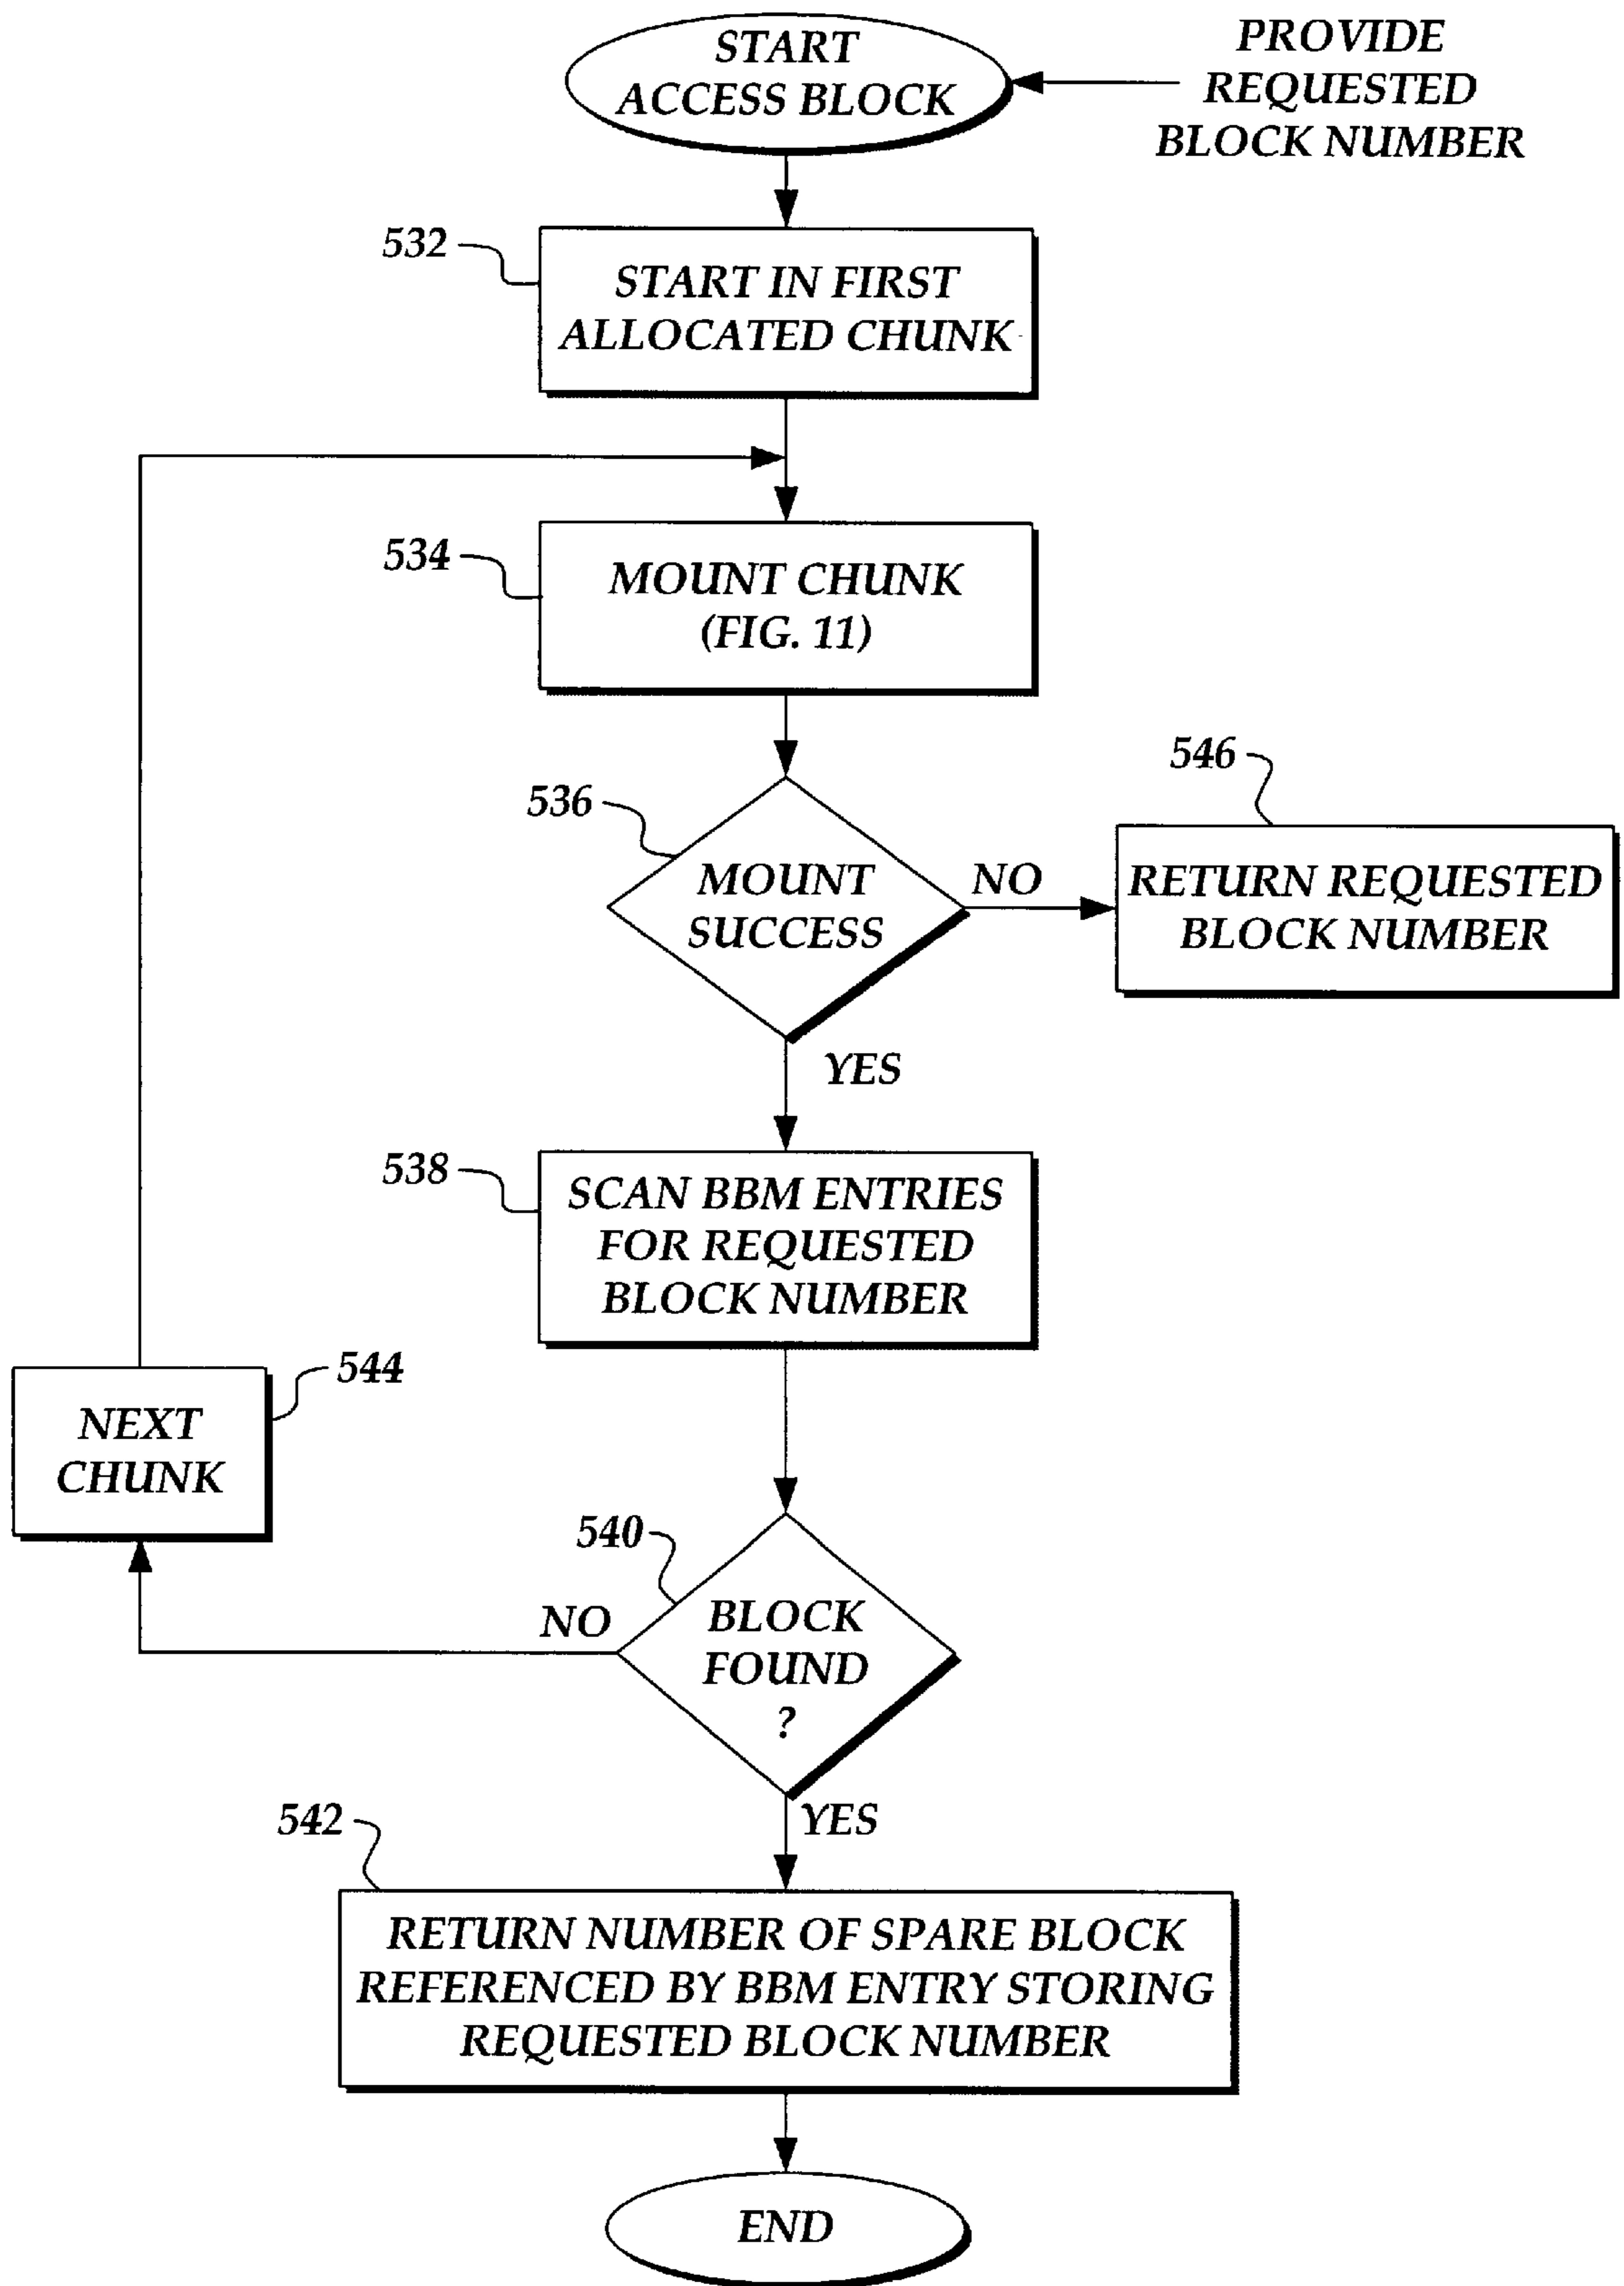 START
ACCESS BLOCK
PROVIDE
REQUESTED
BLOCK NUMBER
532
START IN FIRST
ALLOCATED CHUNK
534
MOUNT CHUNK
(FIG. 11)
536
MOUNT
SUCCESS
NO
546
RETURN REQUESTED
BLOCK NUMBER
YES
538
SCAN BBM ENTRIES
FOR REQUESTED
BLOCK NUMBER
544
NEXT
CHUNK
540
BLOCK
FOUND
?
NO
YES
542
RETURN NUMBER OF SPARE BLOCK
REFERENCED BY BBM ENTRY STORING
REQUESTED BLOCK NUMBER
END